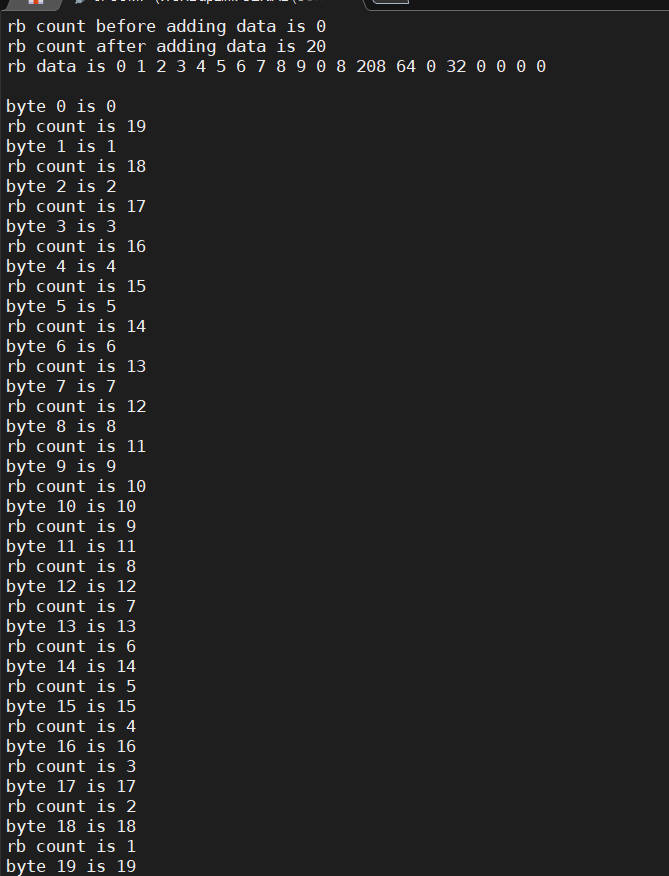 rb count before adding data is 0
rb count after adding data is 20
rb data is 0 1 2 3 4 5 6 7 8 9 0 8 208 64 0 32 0 0 0 0
byte 0 is 0
rb count is 19
byte 1 is 1
rb count is 18
byte 2 is 2
rb count is 17
byte 3 is 3
rb count is 16
byte 4 is 4
rb count is 15
byte 5 is 5
rb count is 14
byte 6 is 6
rb count is 13
byte 7 is 7
rb count is 12
byte 8 is 8
rb count is 11
byte 9 is 9
rb count is 10
byte 10 is 10
rb count is 9
byte 11 is 11
rb count is 8
byte 12 is 12
rb count is 7
byte 13 is 13
rb count is 6
byte 14 is 14
rb count is 5
byte 15 is 15
rb count is 4
byte 16 is 16
rb count is 3
byte 17 is 17
rb count is 2
byte 18 is 18
rb count is 1
byte 19 is 19